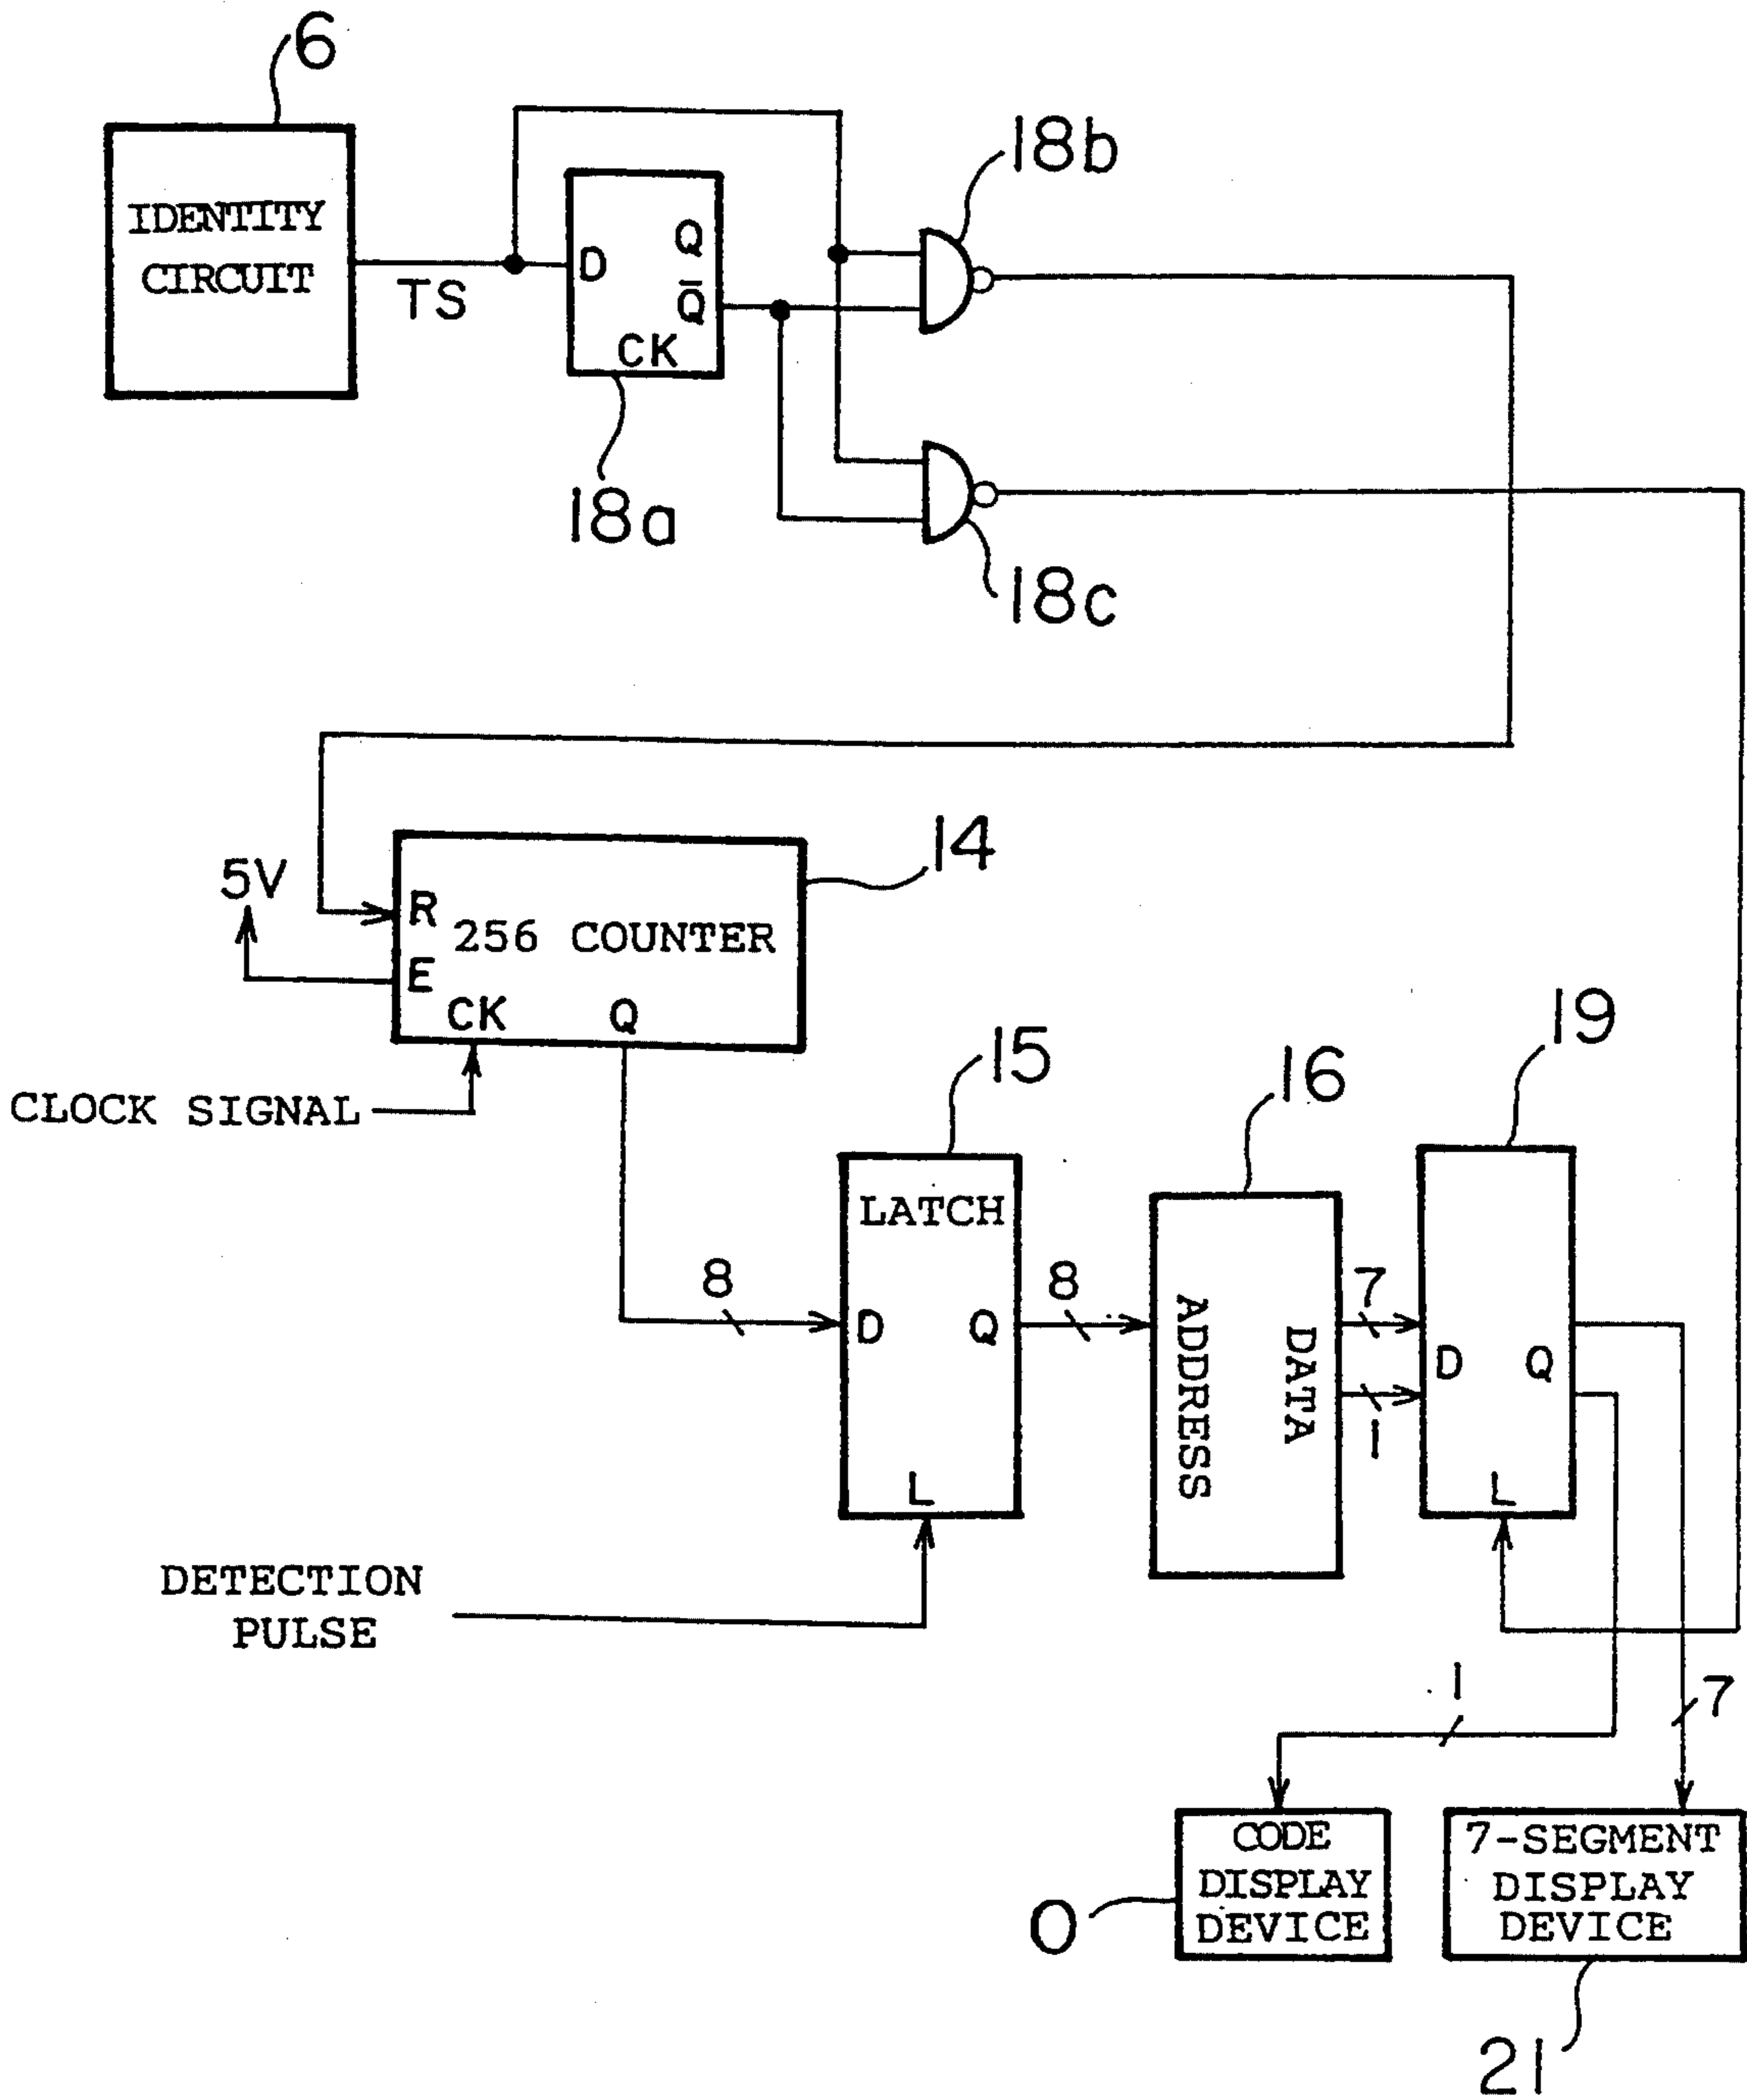 6
IDENTITY
CIRCUIT
TS
D
Q
Q̄
CK
18a
18b
18c
14
5V
R
256 COUNTER
E
CK
Q
CLOCK SIGNAL
15
LATCH
8
D
Q
L
DETECTION
PULSE
16
8
ADDRESS
DATA
7
1
19
D
Q
L
1
7
CODE
DISPLAY
DEVICE
0
7-SEGMENT
DISPLAY
DEVICE
21